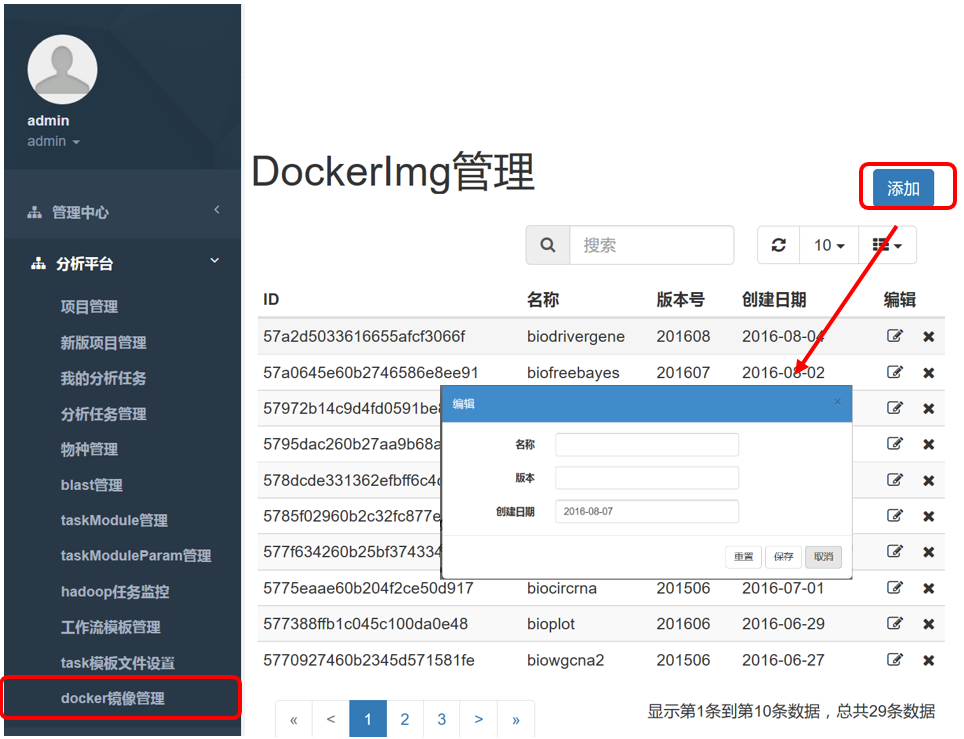 admin
admin
管理中心
分析平台
项目管理
新版项目管理
我的分析任务
分析任务管理
物种管理
blast管理
taskModule管理
taskModuleParam管理
hadoop任务监控
工作流模板管理
task模板文件设置
docker镜像管理
DockerImg管理
添加
搜索
10
ID 名称 版本号 创建日期 编辑
57a2d5033616655afcf3066f biodrivergene 201608 2016-08-04
57a0645e60b2746586e8ee91 biofreebayes 201607 2016-08-02
57972b14c9d4fd0591be8
5795dac260b27aa9b68a
578dcde331362efbff6c4
5785f02960b2c32fc877e
577f634260b25bf374334
5775eaae60b204f2ce50d917 biocircrna 201506 2016-07-01
577388ffb1c045c100da0e48 bioplot 201606 2016-06-29
5770927460b2345d571581fe biowgcna2 201506 2016-06-27
编辑 ×
名称
版本
创建日期 2016-08-07
重置 保存 取消
« < 1 2 3 > »
显示第1条到第10条数据，总共29条数据